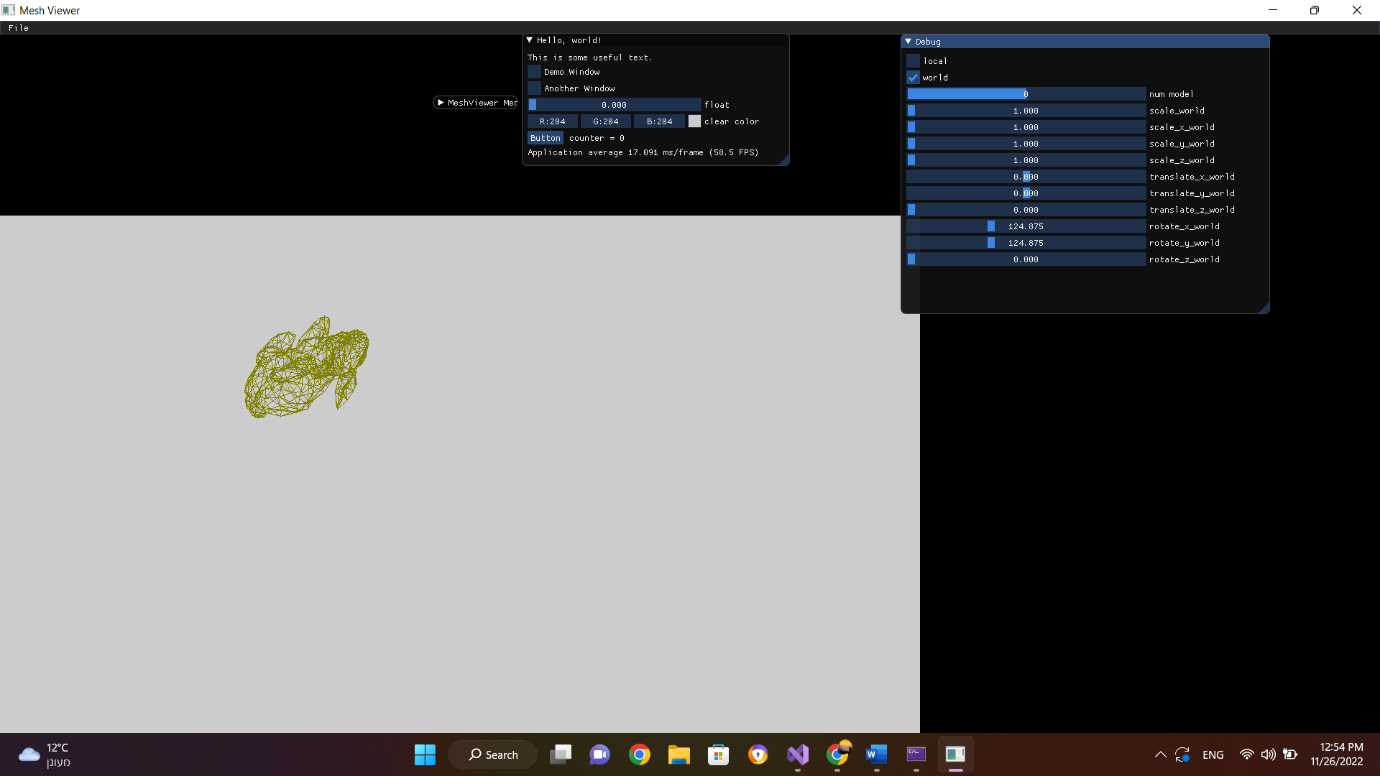 Mesh Viewer
File
Hello, world!
This is some useful text.
Demo Window
Another Window
0.000 float
R:204 G:204 B:204 clear color
Button counter = 0
Application average 17.091 ms/frame (58.5 FPS)
MeshViewer Men
Debug
local
world
0 num model
1.000 scale_world
1.000 scale_x_world
1.000 scale_y_world
1.000 scale_z_world
0.000 translate_x_world
0.000 translate_y_world
0.000 translate_z_world
124.875 rotate_x_world
124.875 rotate_y_world
0.000 rotate_z_world
12°C
מעונן
Search
ENG
12:54 PM
11/26/2022